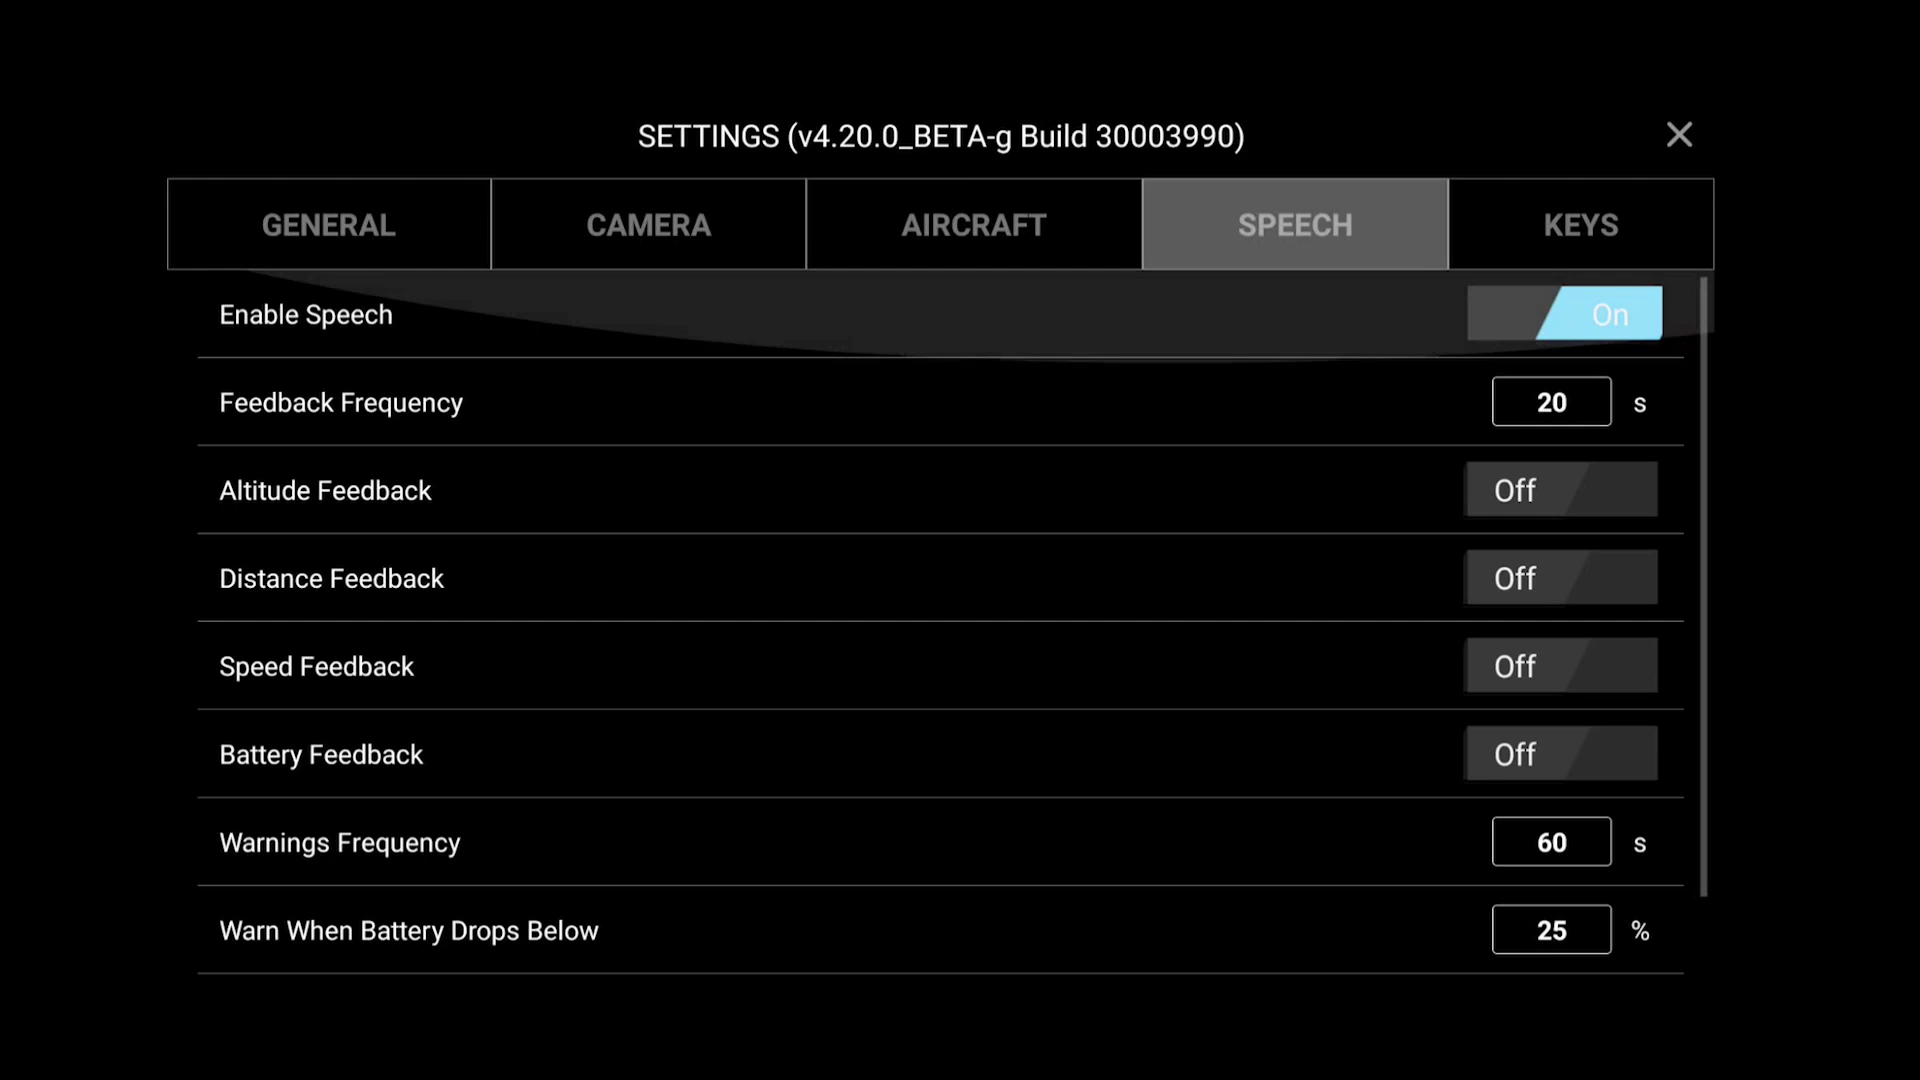 SETTINGS (v4.20.0_BETA-g Build 30003990)
GENERAL CAMERA AIRCRAFT SPEECH KEYS
Enable Speech On
Feedback Frequency 20 s
Altitude Feedback Off
Distance Feedback Off
Speed Feedback Off
Battery Feedback Off
Warnings Frequency 60 s
Warn When Battery Drops Below 25 %